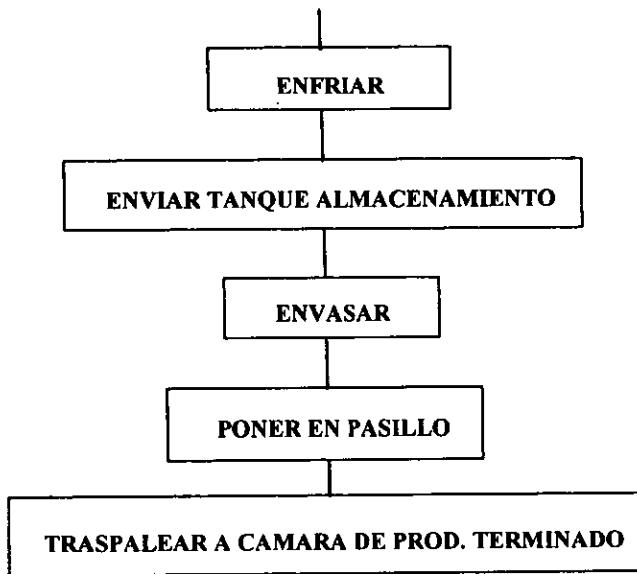 ENFRIAR
ENVIAR TANQUE ALMACENAMIENTO
ENVASAR
PONER EN PASILLO
TRASPALEAR A CAMARA DE PROD. TERMINADO